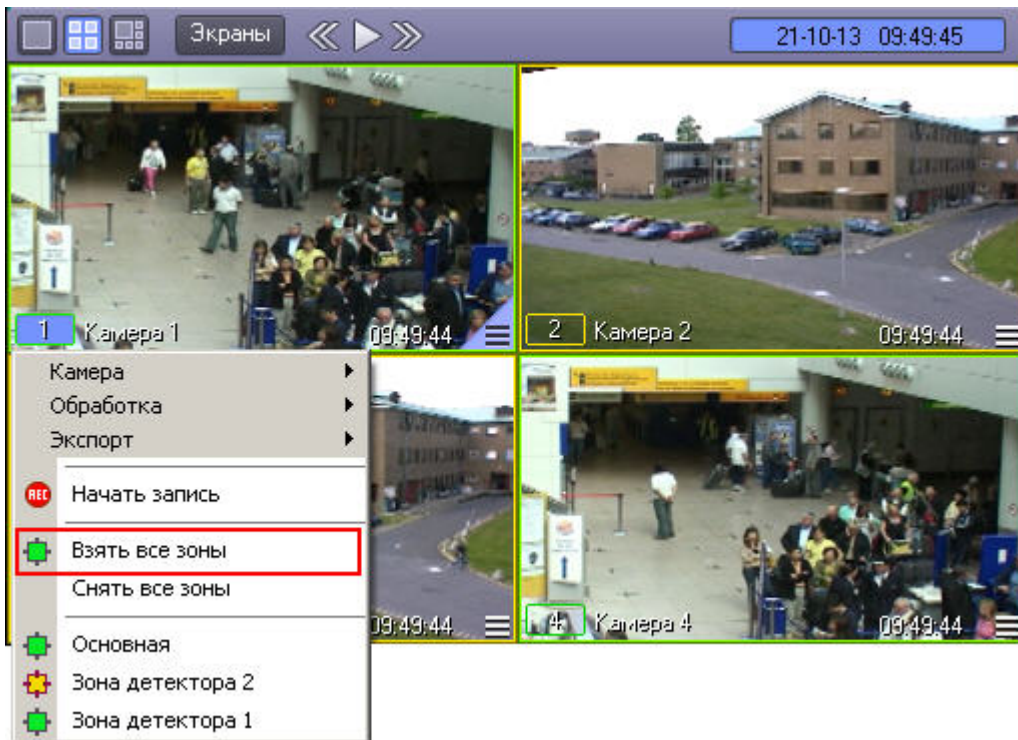 Экраны
21-10-13 09:49:45
1 Камера 1 09:49:44
2 Камера 2 09:49:44
Камера
Обработка
Экспорт
REC Начать запись
Взять все зоны
Снять все зоны
Основная
Зона детектора 2
Зона детектора 1
09:49:44
4 Камера 4 09:49:44